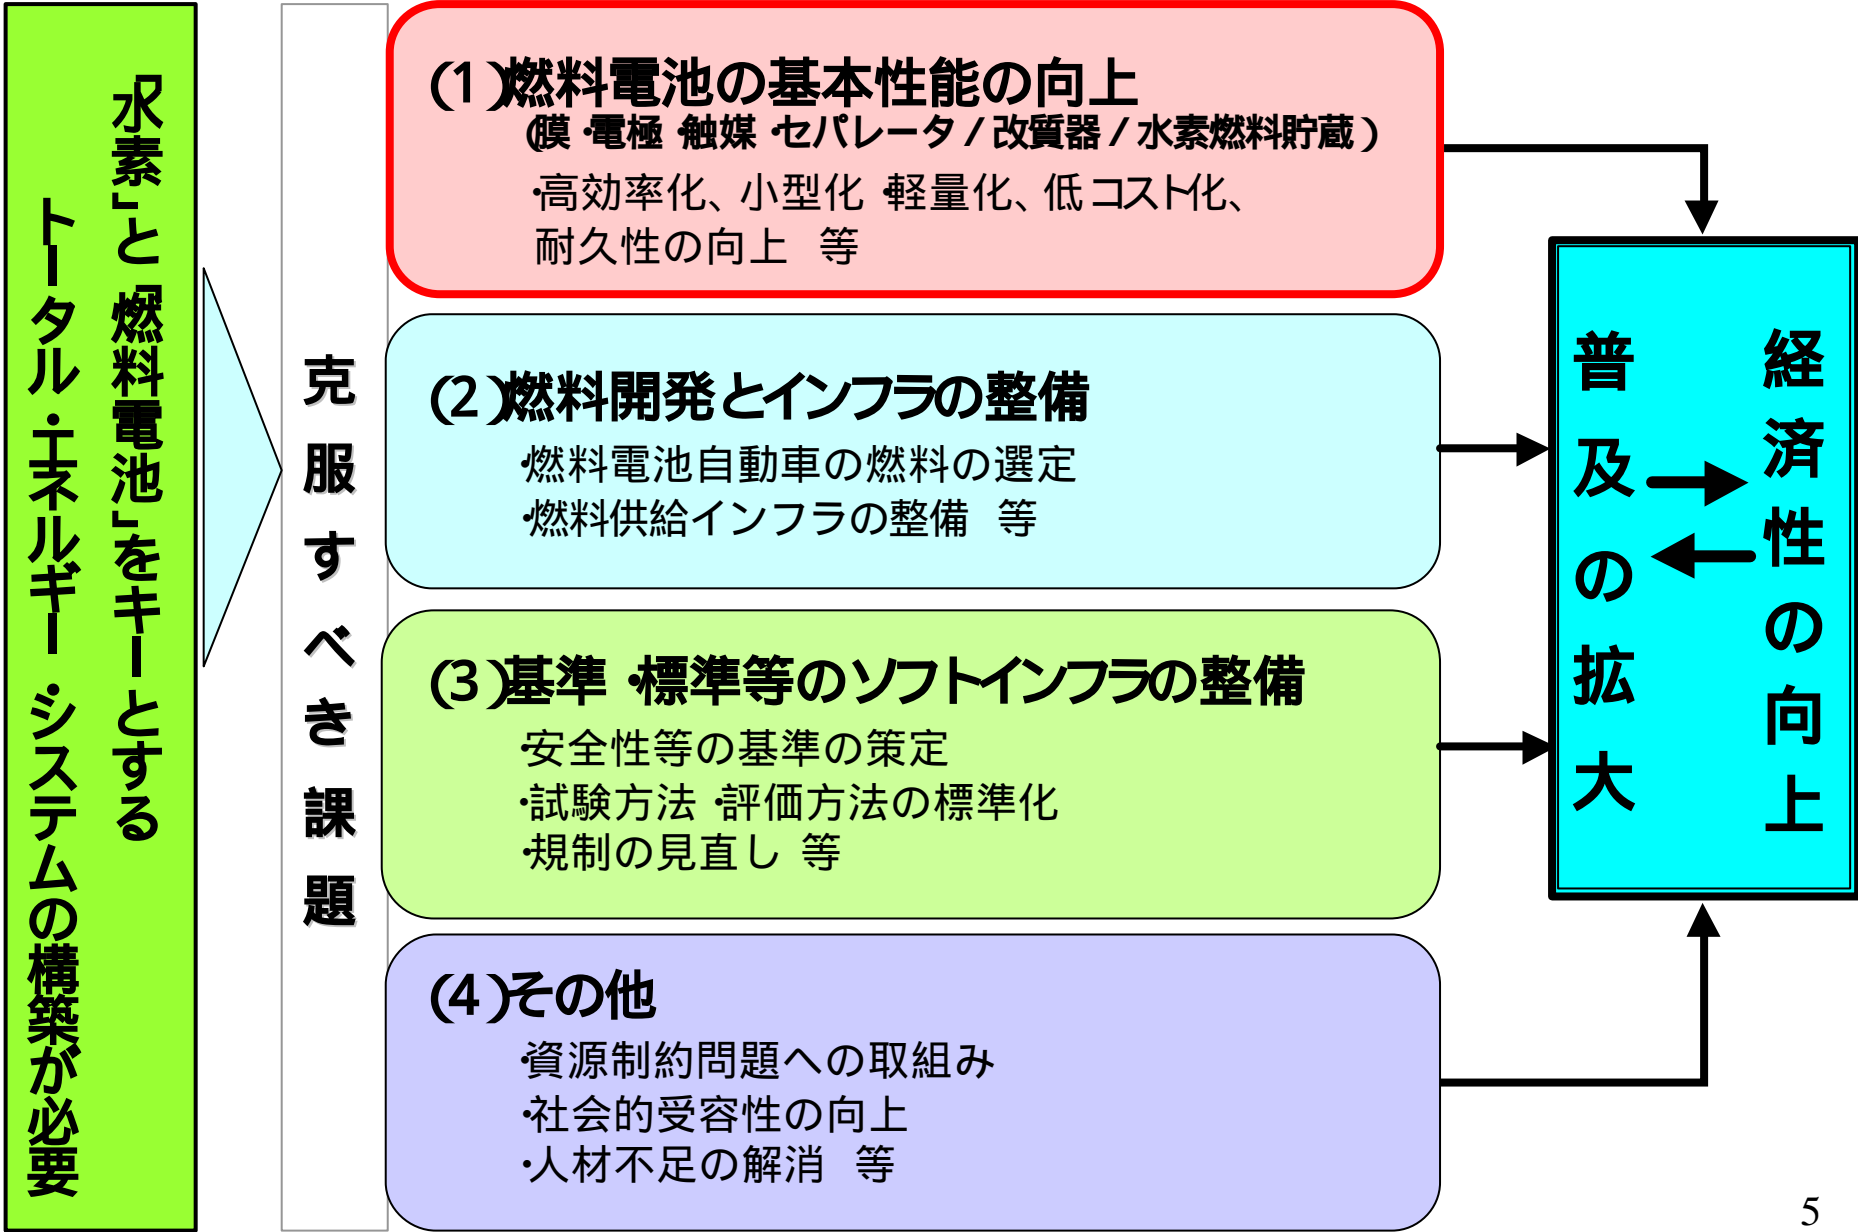 「水素」と「燃料電池」をキーとする
トータル・エネルギー・システムの構築が必要
克服すべき課題
(1)燃料電池の基本性能の向上
(膜・電極・触媒・セパレータ/改質器/水素燃料貯蔵)
・高効率化、小型化・軽量化、低コスト化、
耐久性の向上 等
(2)燃料開発とインフラの整備
・燃料電池自動車の燃料の選定
・燃料供給インフラの整備 等
(3)基準・標準等のソフトインフラの整備
・安全性等の基準の策定
・試験方法・評価方法の標準化
・規制の見直し 等
(4)その他
・資源制約問題への取組み
・社会的受容性の向上
・人材不足の解消 等
経済性の向上
普及の拡大
5